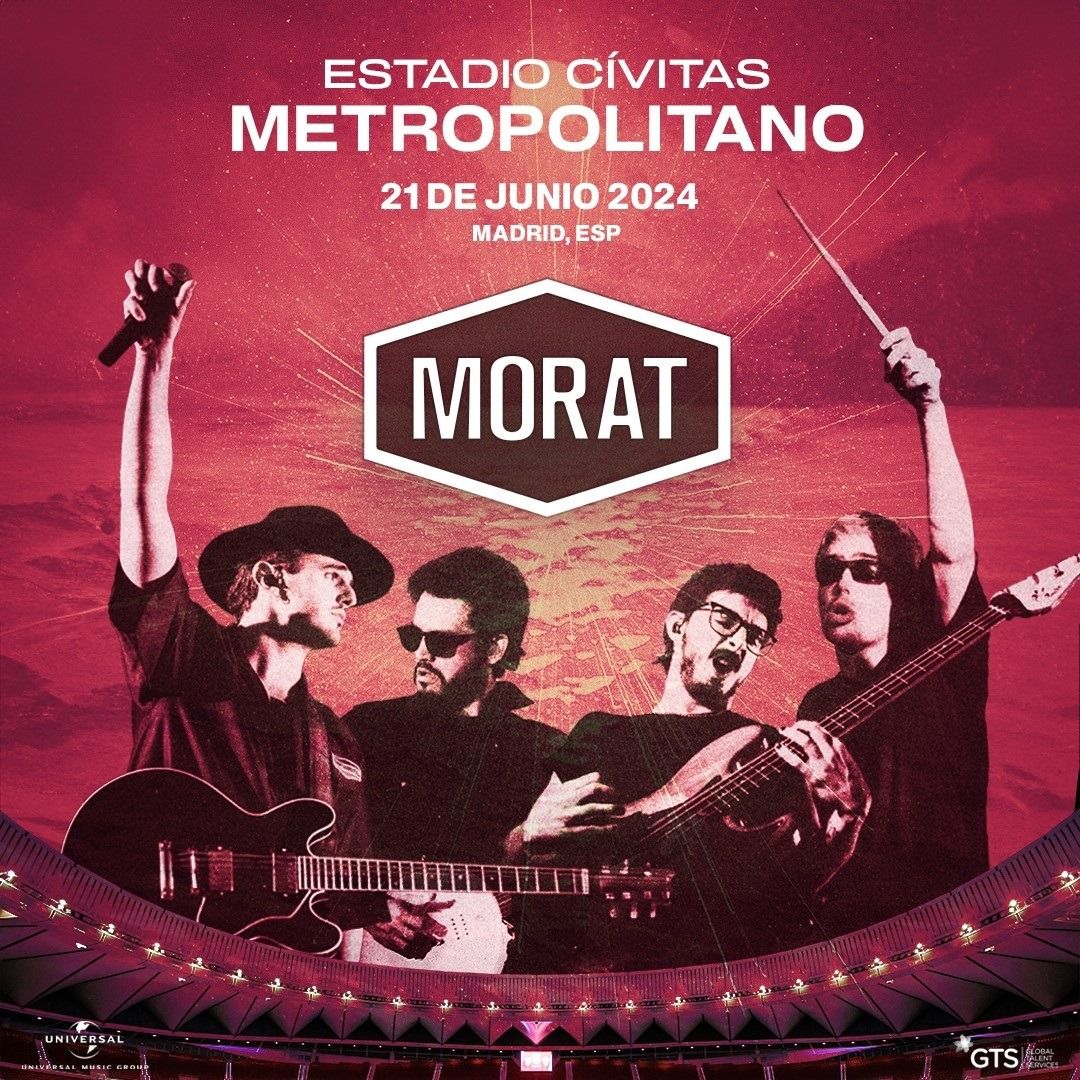 ESTADIO CÍVITAS
METROPOLITANO
21 DE JUNIO 2024
MADRID, ESP
MORAT
UNIVERSAL
UNIVERSAL MUSIC GROUP
GTS
GLOBAL
TALENT
SERVICES